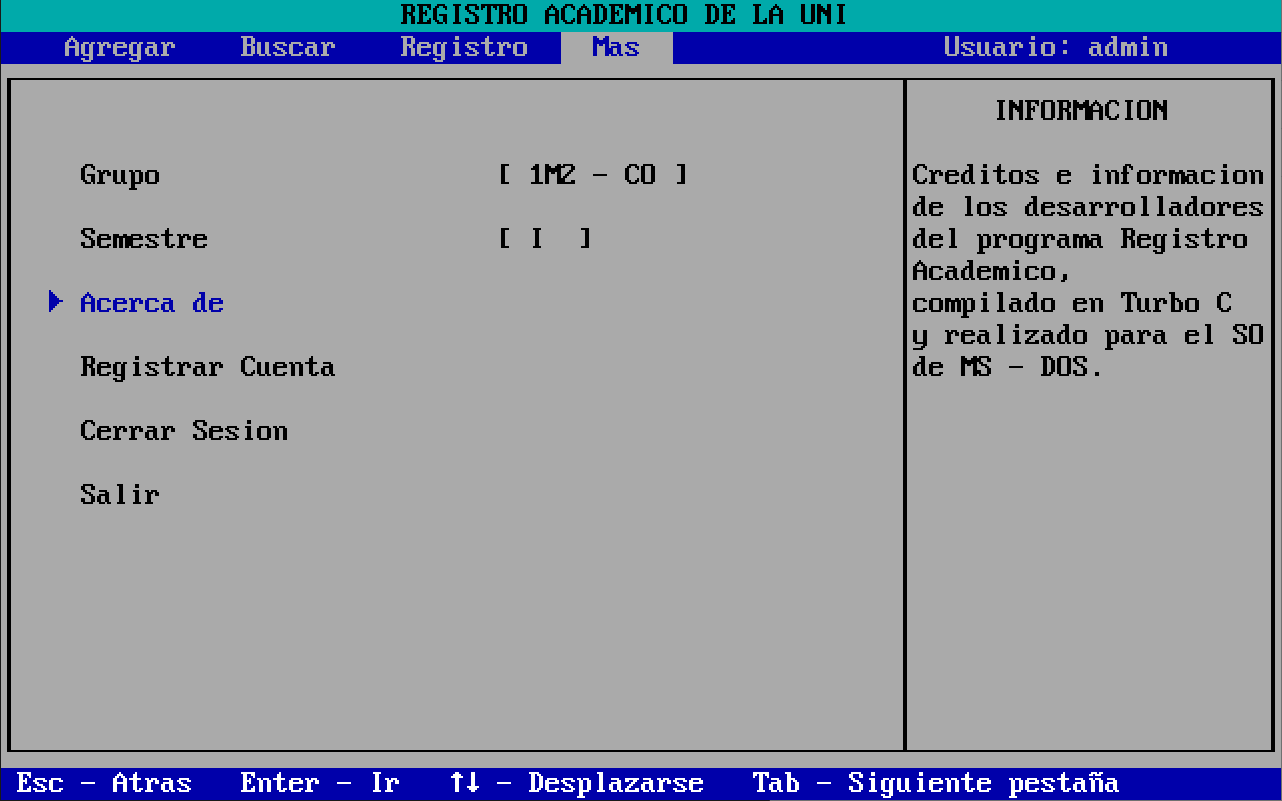 REGISTRO ACADEMICO DE LA UNI
Agregar Buscar Registro Mas Usuario: admin
INFORMACION
Grupo [ 1M2 - CO ]
Semestre [ I ]
Acerca de
Registrar Cuenta
Cerrar Sesion
Salir
Creditos e informacion
de los desarrolladores
del programa Registro
Academico,
compilado en Turbo C
y realizado para el SO
de MS - DOS.
Esc - Atras Enter - Ir ↑↓ - Desplazarse Tab - Siguiente pestaña